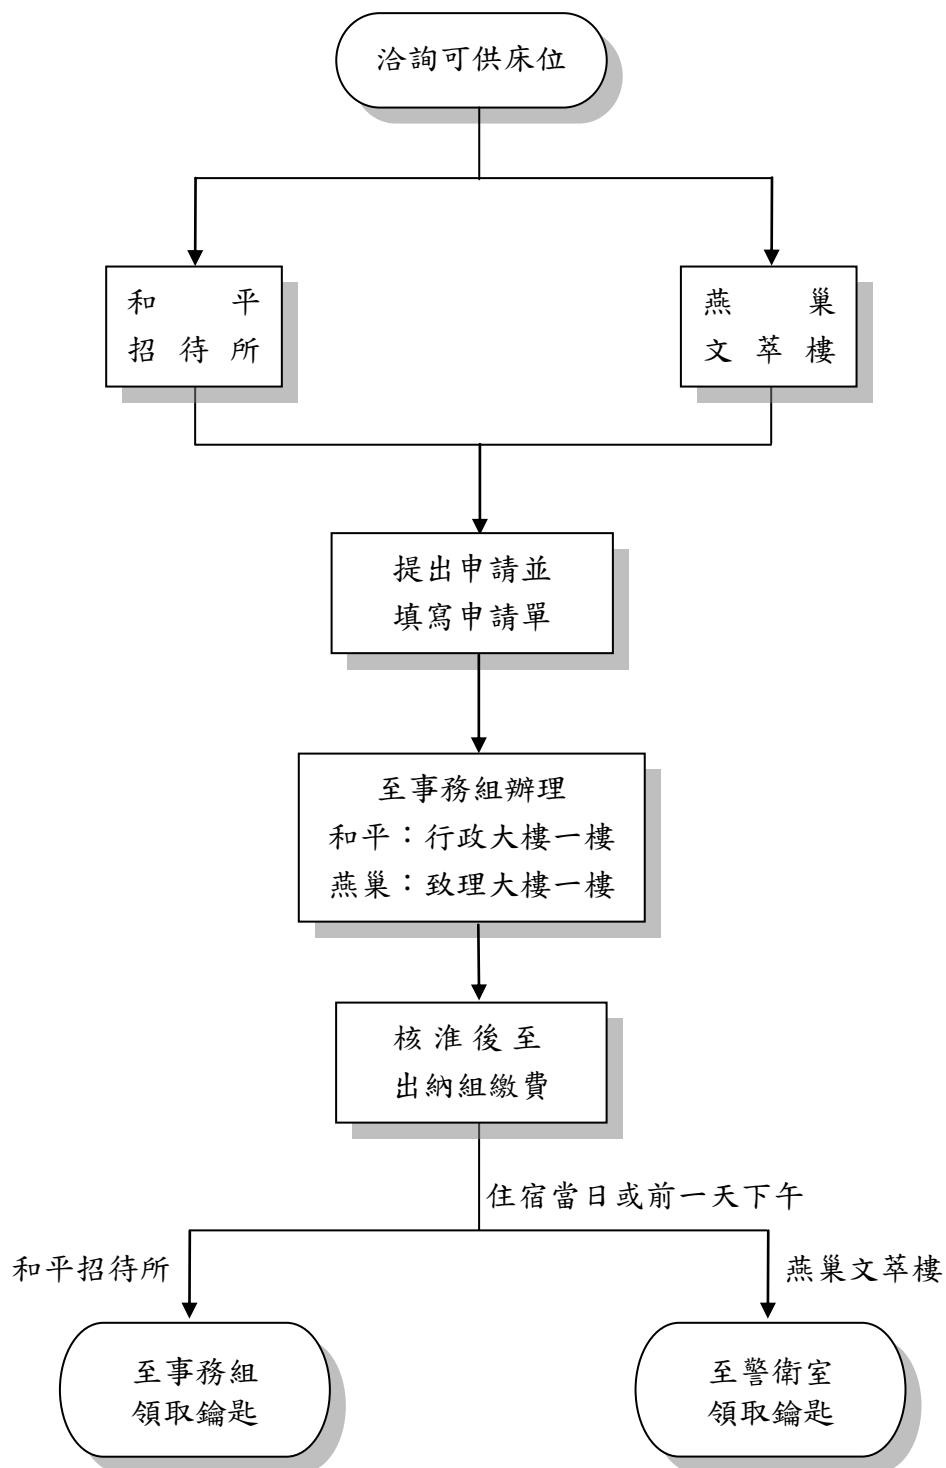 洽詢可供床位
和平
招待所
燕巢
文萃樓
提出申請並
填寫申請單
至事務組辦理
和平：行政大樓一樓
燕巢：致理大樓一樓
核淮後至
出納組繳費
住宿當日或前一天下午
和平招待所
燕巢文萃樓
至事務組
領取鑰匙
至警衛室
領取鑰匙